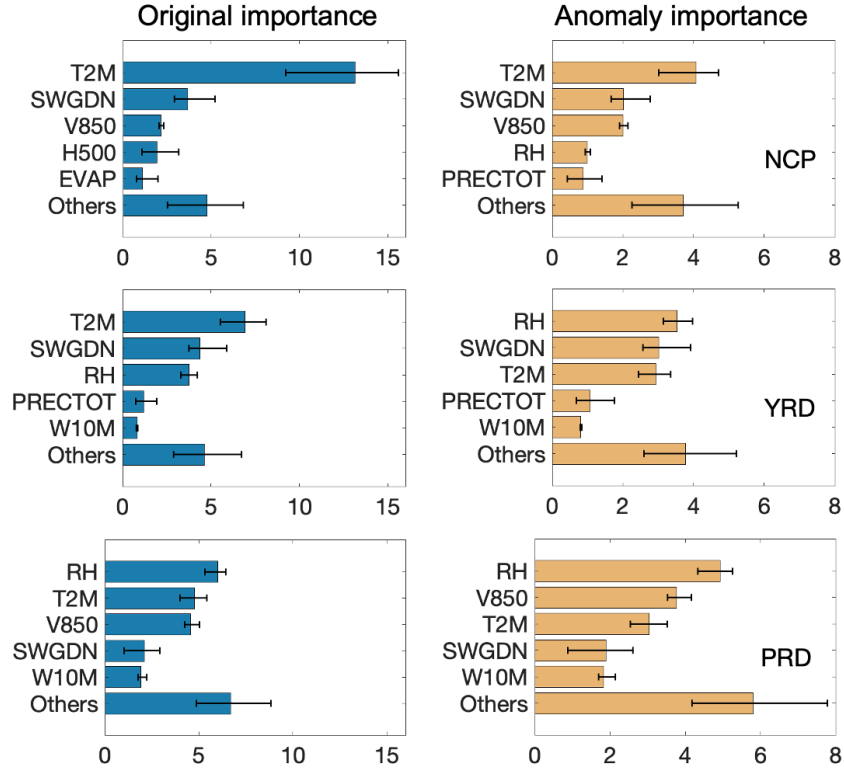 Original importance
Anomaly importance
T2M
SWGDN
V850
H500
EVAP
Others
0 5 10 15
T2M
SWGDN
V850
RH
PRECTOT
Others
NCP
0 2 4 6 8
T2M
SWGDN
RH
PRECTOT
W10M
Others
0 5 10 15
RH
SWGDN
T2M
PRECTOT
W10M
Others
YRD
0 2 4 6 8
RH
T2M
V850
SWGDN
W10M
Others
0 5 10 15
RH
V850
T2M
SWGDN
W10M
Others
PRD
0 2 4 6 8